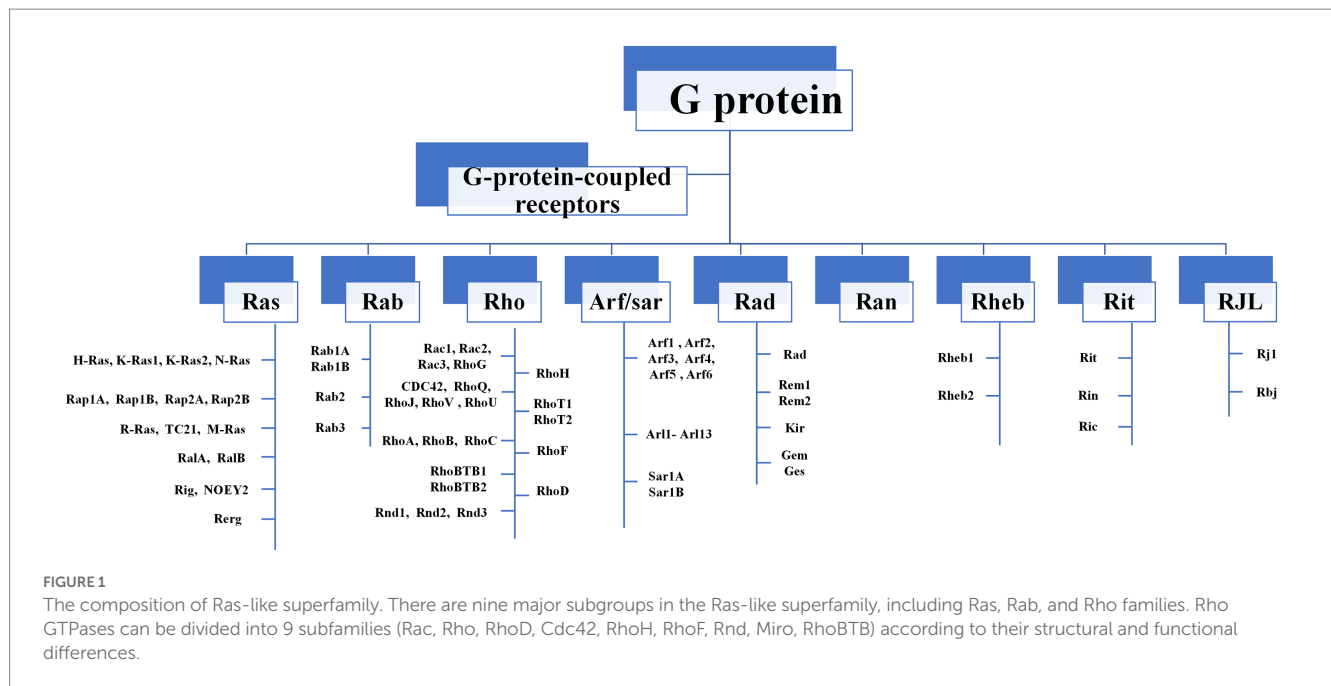 G protein
G-protein-coupled
receptors
Ras
Rab
Rho
Arf/sar
Rad
Ran
Rheb
Rit
RJL
H-Ras, K-Ras1, K-Ras2, N-Ras
Rap1A, Rap1B, Rap2A, Rap2B
R-Ras, TC21, M-Ras
RalA, RalB
Rig, NOEY2
Rerg
Rab1A
Rab1B
Rab2
Rab3
Rac1, Rac2,
Rac3, RhoG
CDC42, RhoQ,
RhoJ, RhoV , RhoU
RhoA, RhoB, RhoC
RhoBTB1
RhoBTB2
Rnd1, Rnd2, Rnd3
RhoH
RhoT1
RhoT2
RhoF
RhoD
Arf1 , Arf2,
Arf3, Arf4,
Arf5 , Arf6
Arl1- Arl13
Sar1A
Sar1B
Rad
Rem1
Rem2
Kir
Gem
Ges
Rheb1
Rheb2
Rit
Rin
Ric
Rj1
Rbj
FIGURE 1
The composition of Ras-like superfamily. There are nine major subgroups in the Ras-like superfamily, including Ras, Rab, and Rho families. Rho
GTPases can be divided into 9 subfamilies (Rac, Rho, RhoD, Cdc42, RhoH, RhoF, Rnd, Miro, RhoBTB) according to their structural and functional
differences.